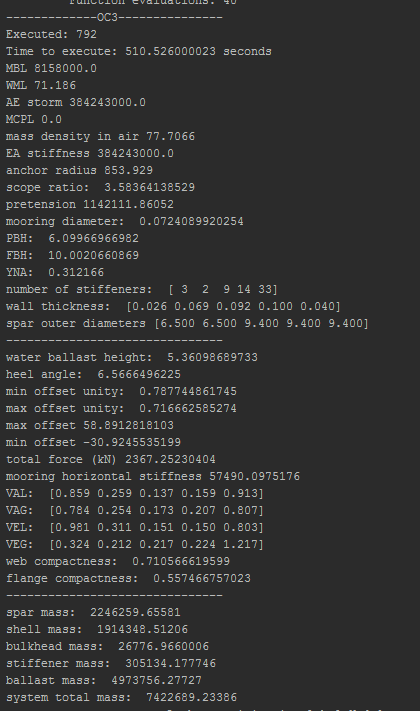 Function evaluations: 40
-------------OC3---------------
Executed: 792
Time to execute: 510.526000023 seconds
MBL 8158000.0
WML 71.186
AE storm 384243000.0
MCPL 0.0
mass density in air 77.7066
EA stiffness 384243000.0
anchor radius 853.929
scope ratio:  3.58364138529
pretension 1142111.86052
mooring diameter:  0.0724089920254
PBH:  6.09966966982
FBH:  10.0020660869
YNA:  0.312166
number of stiffeners:  [ 3  2  9 14 33]
wall thickness:  [0.026 0.069 0.092 0.100 0.040]
spar outer diameters [6.500 6.500 9.400 9.400 9.400]
-------------------------------
water ballast height:  5.36098689733
heel angle:  6.5666496225
min offset unity:  0.787744861745
max offset unity:  0.716662585274
max offset 58.8912818103
min offset -30.9245535199
total force (kN) 2367.25230404
mooring horizontal stiffness 57490.0975176
VAL:  [0.859 0.259 0.137 0.159 0.913]
VAG:  [0.784 0.254 0.173 0.207 0.807]
VEL:  [0.981 0.311 0.151 0.150 0.803]
VEG:  [0.324 0.212 0.217 0.224 1.217]
web compactness:  0.710566619599
flange compactness:  0.557466757023
-------------------------------
spar mass:  2246259.65581
shell mass:  1914348.51206
bulkhead mass:  26776.9660006
stiffener mass:  305134.177746
ballast mass:  4973756.27727
system total mass:  7422689.23386